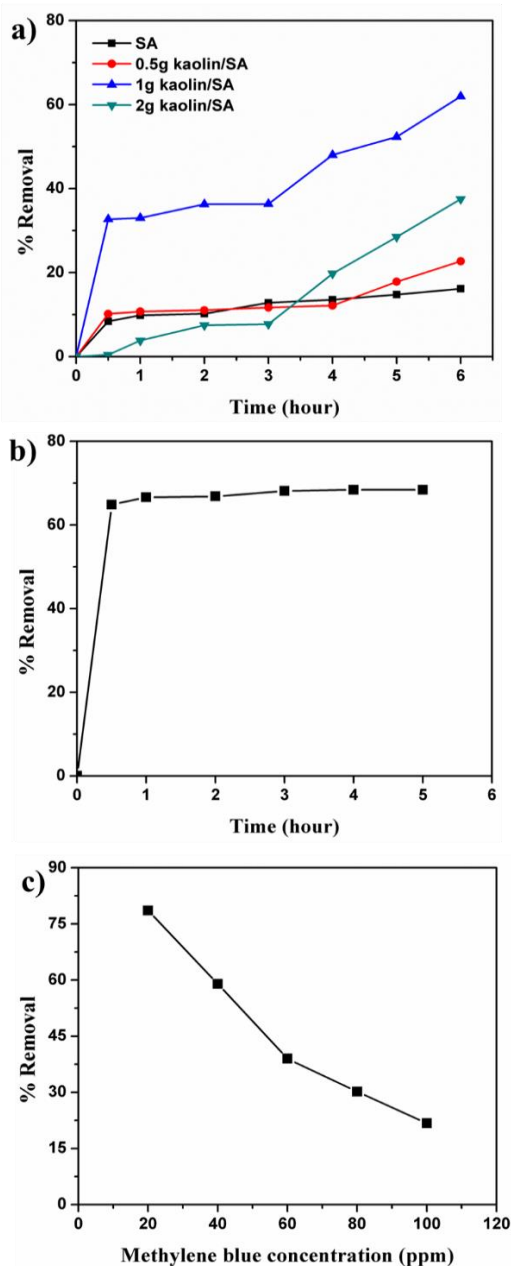 a)
SA
0.5g kaolin/SA
1g kaolin/SA
2g kaolin/SA
80
60
40
20
0
% Removal
0 1 2 3 4 5 6
Time (hour)
b)
80
60
40
20
0
% Removal
0 1 2 3 4 5 6
Time (hour)
c)
90
75
60
45
30
15
0
% Removal
0 20 40 60 80 100 120
Methylene blue concentration (ppm)